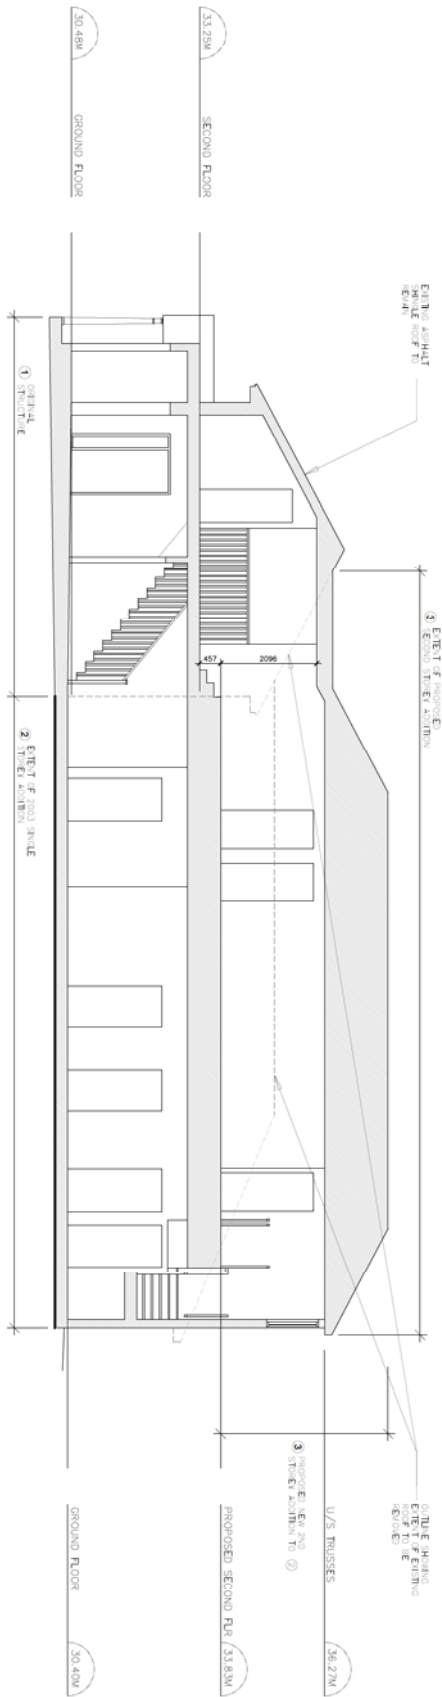 EXISTING ASPHALT
SHINGLE ROOF TO
REMAIN
③ EXTENT OF PROPOSED
SECOND STOREY ADDITION
OUTLINE SHOWING
EXTENT OF EXISTING
ROOF TO BE
REMOVED
U/S TRUSSES
36.27M
③ PROPOSED NEW 2ND
STOREY ADDITION TO ②
2096
457
33.25M
SECOND FLOOR
PROPOSED SECOND FLR
33.83M
30.48M
GROUND FLOOR
GROUND FLOOR
30.40M
① ORIGINAL
STRUCTURE
② EXTENT OF 2003 SINGLE
STOREY ADDITION